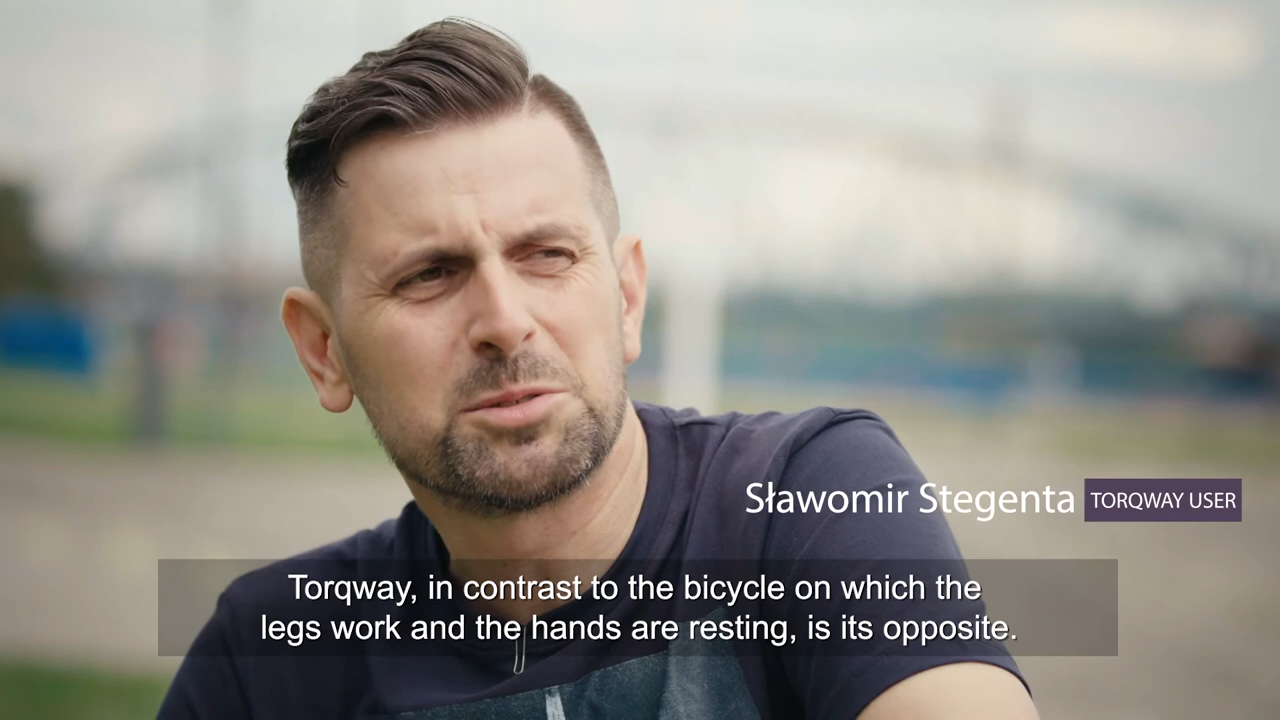 Sławomir Stegenta TORQWAY USER
Torqway, in contrast to the bicycle on which the
legs work and the hands are resting, is its opposite.